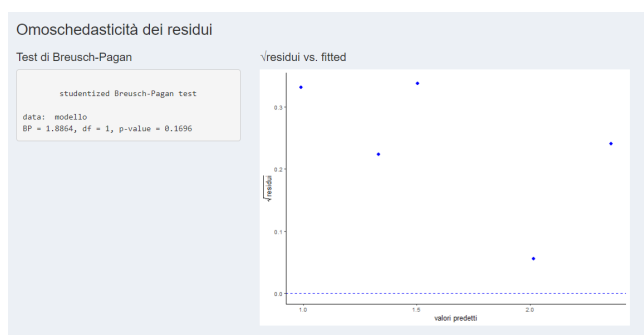 Omoschedasticità dei residui
Test di Breusch-Pagan
studentized Breusch-Pagan test
data:  modello
BP = 1.8864, df = 1, p-value = 0.1696
√residui vs. fitted
0.3
0.2
0.1
0.0
√residui
1.0 1.5 2.0
valori predetti